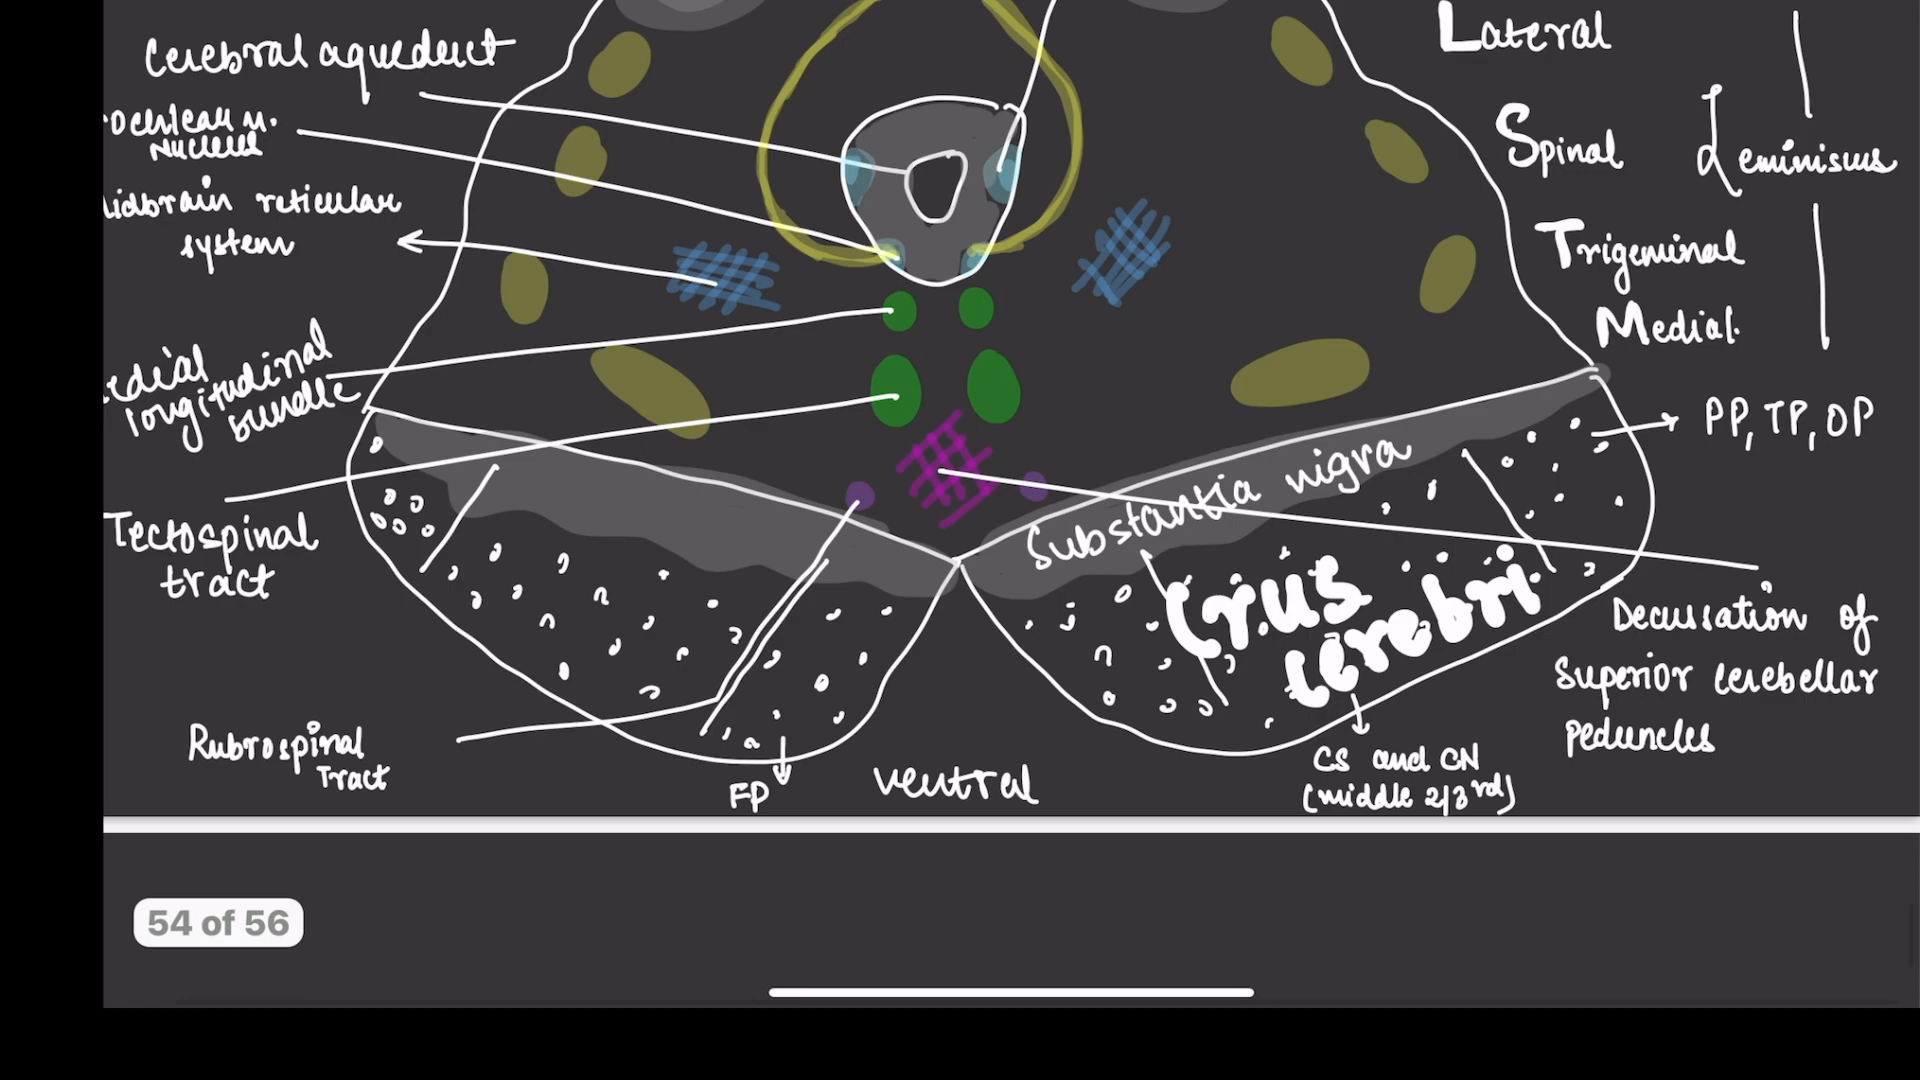 Cerebral aqueduct
ochlear n.
Nucleus
idbrain reticular
system
edial
longitudinal
bundle
Tectospinal
tract
Rubrospinal
Tract
FP
ventral
Substantia nigra
Crus
cerebri
CS and CN
(middle 2/3rd)
Lateral
Spinal
Leminiscus
Trigeminal
Medial
PP, TP, OP
Decussation of
Superior cerebellar
peduncles
54 of 56